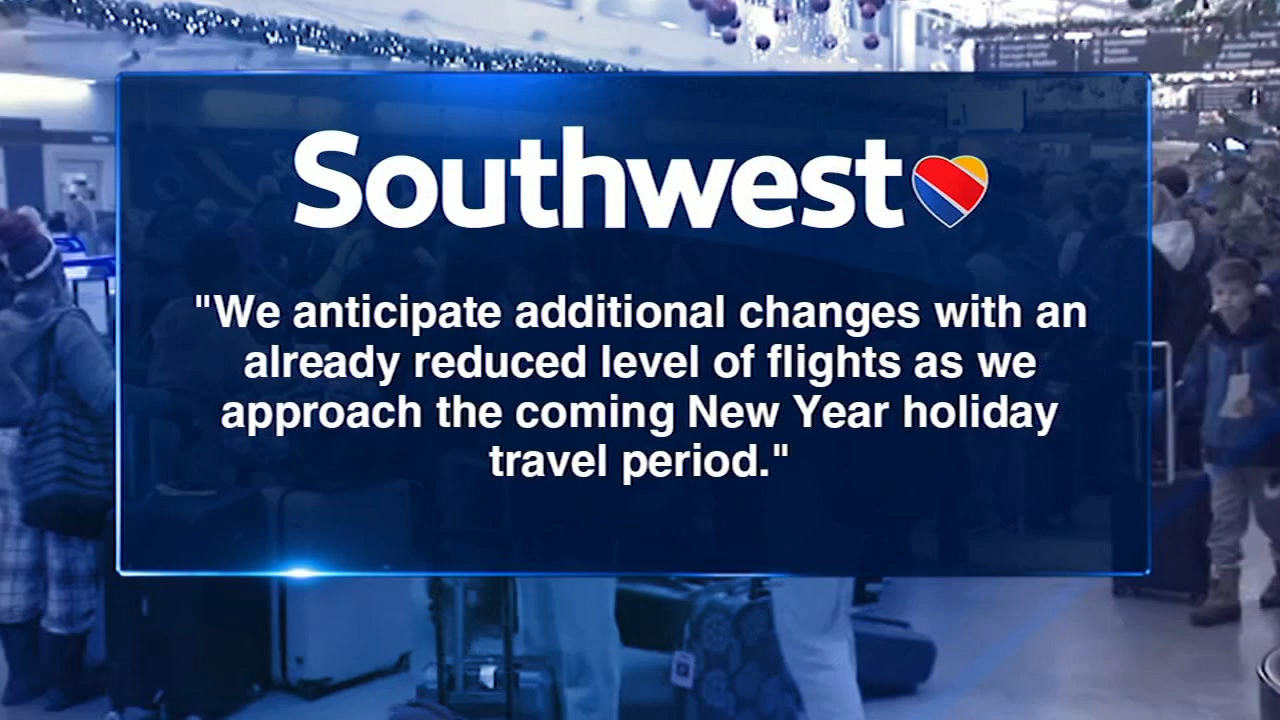 Southwest
"We anticipate additional changes with an
already reduced level of flights as we
approach the coming New Year holiday
travel period."